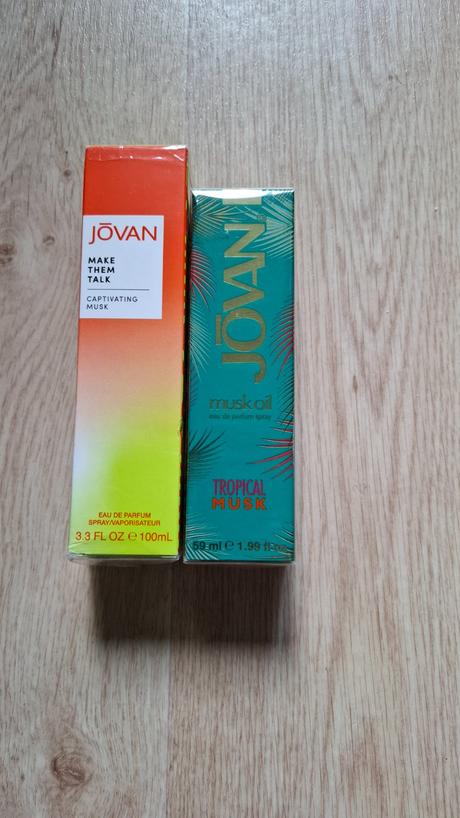 JŌVAN
MAKE
THEM
TALK
CAPTIVATING
MUSK
EAU DE PARFUM
SPRAY/VAPORISATEUR
3.3 FL OZ ℮ 100mL
JŌVAN
musk oil
eau de parfum spray
TROPICAL
MUSK
59 ml ℮ 1.99 fl oz